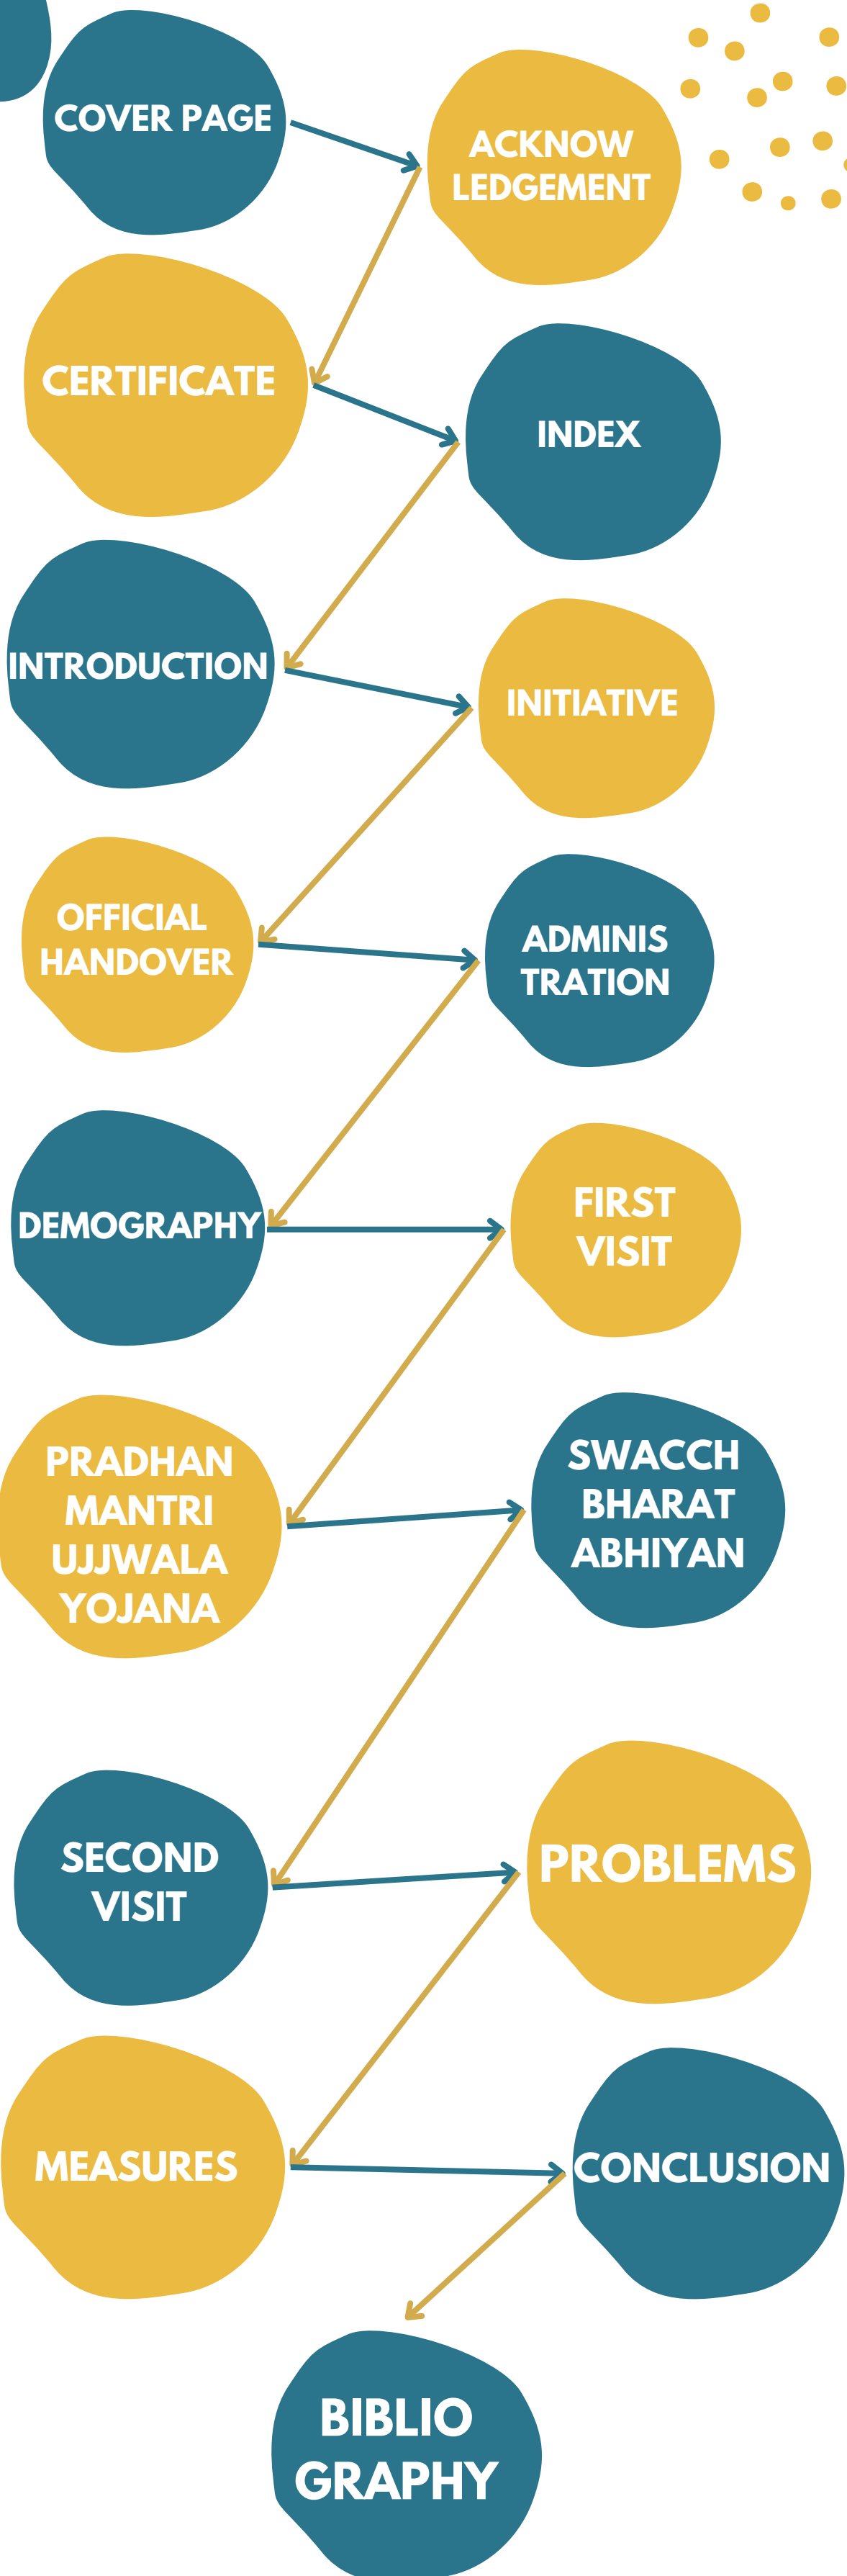 COVER PAGE
ACKNOW
LEDGEMENT
CERTIFICATE
INDEX
INTRODUCTION
INITIATIVE
OFFICIAL
HANDOVER
ADMINIS
TRATION
DEMOGRAPHY
FIRST
VISIT
PRADHAN
MANTRI
UJJWALA
YOJANA
SWACCH
BHARAT
ABHIYAN
SECOND
VISIT
PROBLEMS
MEASURES
CONCLUSION
BIBLIO
GRAPHY